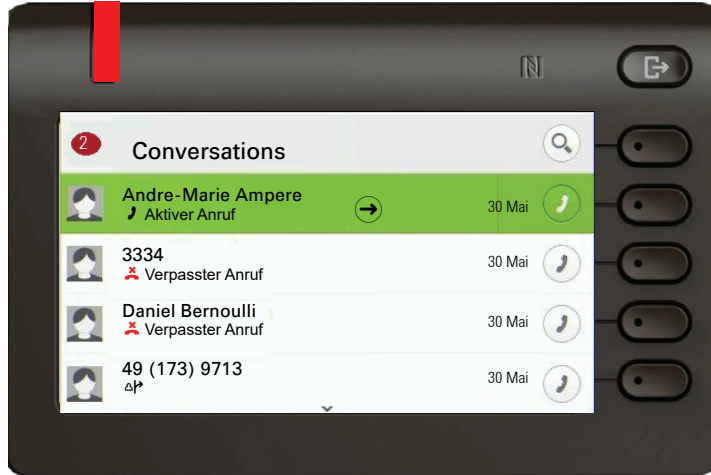 2
Conversations
Andre-Marie Ampere
Aktiver Anruf
30 Mai
3334
Verpasster Anruf
30 Mai
Daniel Bernoulli
Verpasster Anruf
30 Mai
49 (173) 9713
30 Mai